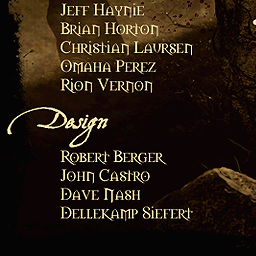 Jeff Haynie
Brian Horton
Christian Laursen
Omaha Perez
Rion Vernon
Design
Robert Berger
John Castro
Dave Nash
Dellekamp Siefert